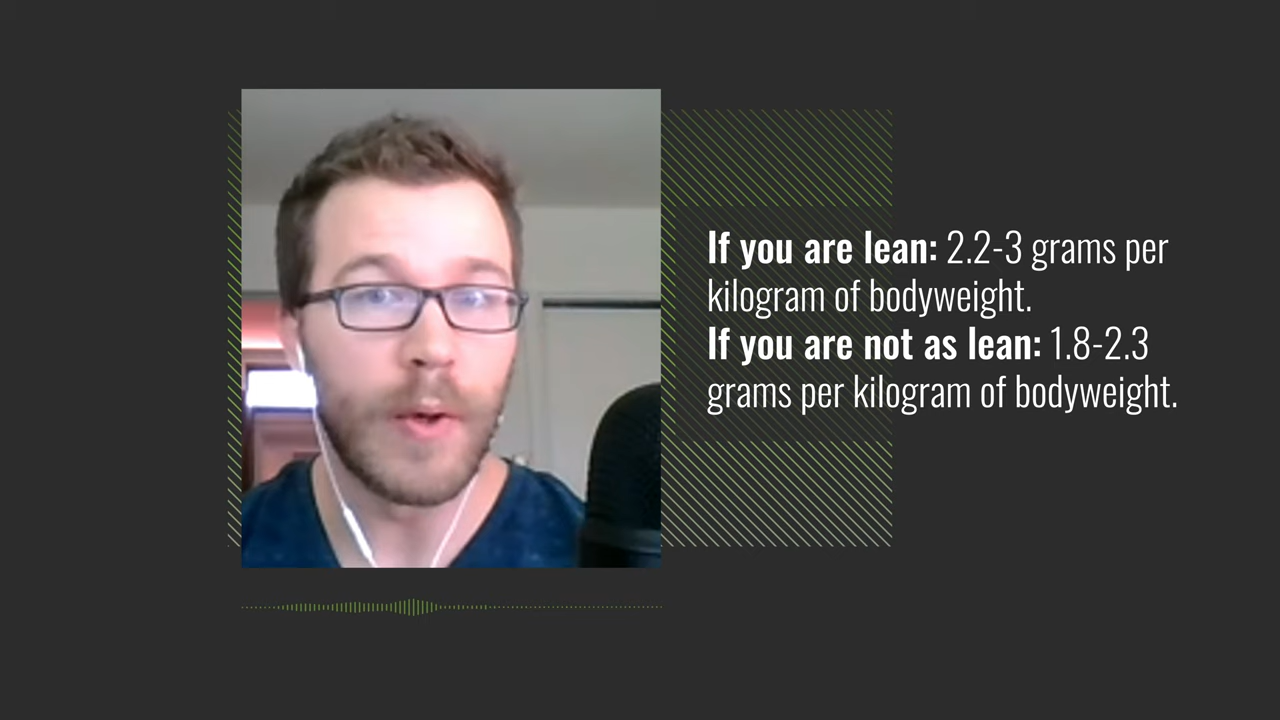 If you are lean: 2.2-3 grams per
kilogram of bodyweight.
If you are not as lean: 1.8-2.3
grams per kilogram of bodyweight.